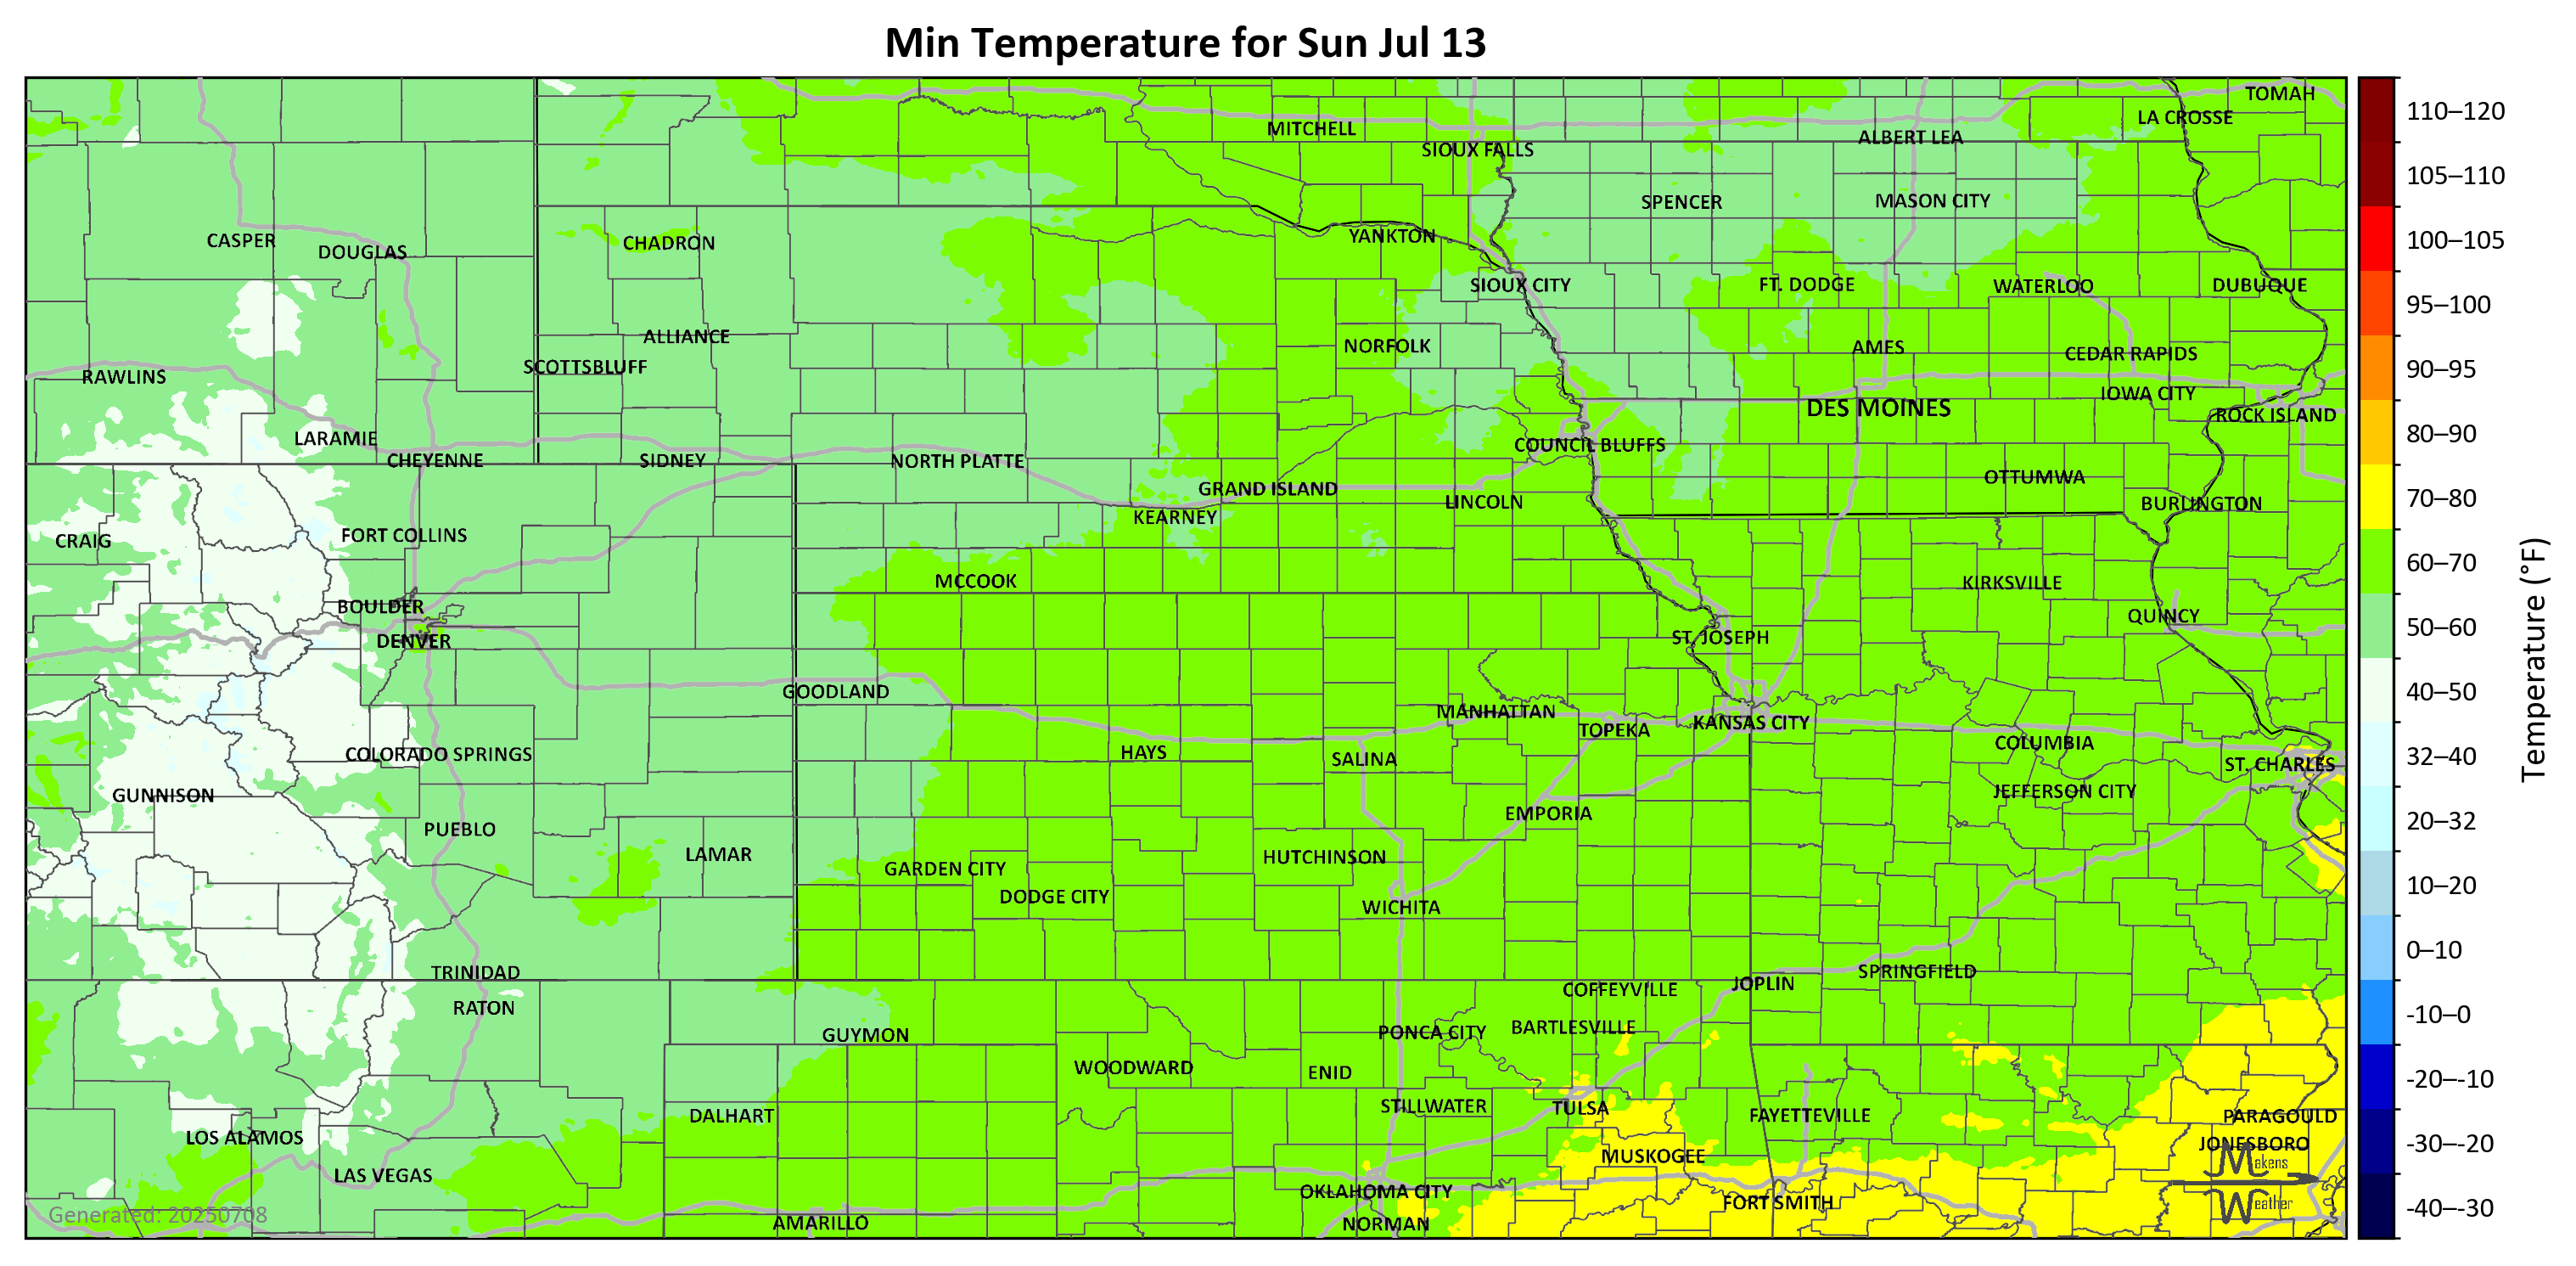 Min Temperature for Sun Jul 13
TOMAH
LA CROSSE
MITCHELL
ALBERT LEA
SIOUX FALLS
SPENCER
MASON CITY
CASPER
DOUGLAS
CHADRON
YANKTON
SIOUX CITY
FT. DODGE
WATERLOO
DUBUQUE
ALLIANCE
NORFOLK
AMES
CEDAR RAPIDS
SCOTTSBLUFF
RAWLINS
IOWA CITY
DES MOINES
ROCK ISLAND
LARAMIE
COUNCIL BLUFFS
CHEYENNE
SIDNEY
NORTH PLATTE
OTTUMWA
GRAND ISLAND
LINCOLN
BURLINGTON
KEARNEY
CRAIG
FORT COLLINS
MCCOOK
KIRKSVILLE
BOULDER
QUINCY
DENVER
ST. JOSEPH
GOODLAND
MANHATTAN
KANSAS CITY
TOPEKA
COLUMBIA
HAYS
COLORADO SPRINGS
SALINA
ST. CHARLES
GUNNISON
JEFFERSON CITY
EMPORIA
PUEBLO
LAMAR
HUTCHINSON
GARDEN CITY
DODGE CITY
WICHITA
TRINIDAD
SPRINGFIELD
JOPLIN
COFFEYVILLE
RATON
GUYMON
PONCA CITY
BARTLESVILLE
WOODWARD
ENID
STILLWATER
TULSA
DALHART
FAYETTEVILLE
PARAGOULD
LOS ALAMOS
JONESBORO
MUSKOGEE
LAS VEGAS
OKLAHOMA CITY
FORT SMITH
AMARILLO
NORMAN
Generated: 20250708
Makens
Weather
110–120
105–110
100–105
95–100
90–95
80–90
70–80
60–70
50–60
40–50
32–40
20–32
10–20
0–10
-10–0
-20–-10
-30–-20
-40–-30
Temperature (°F)